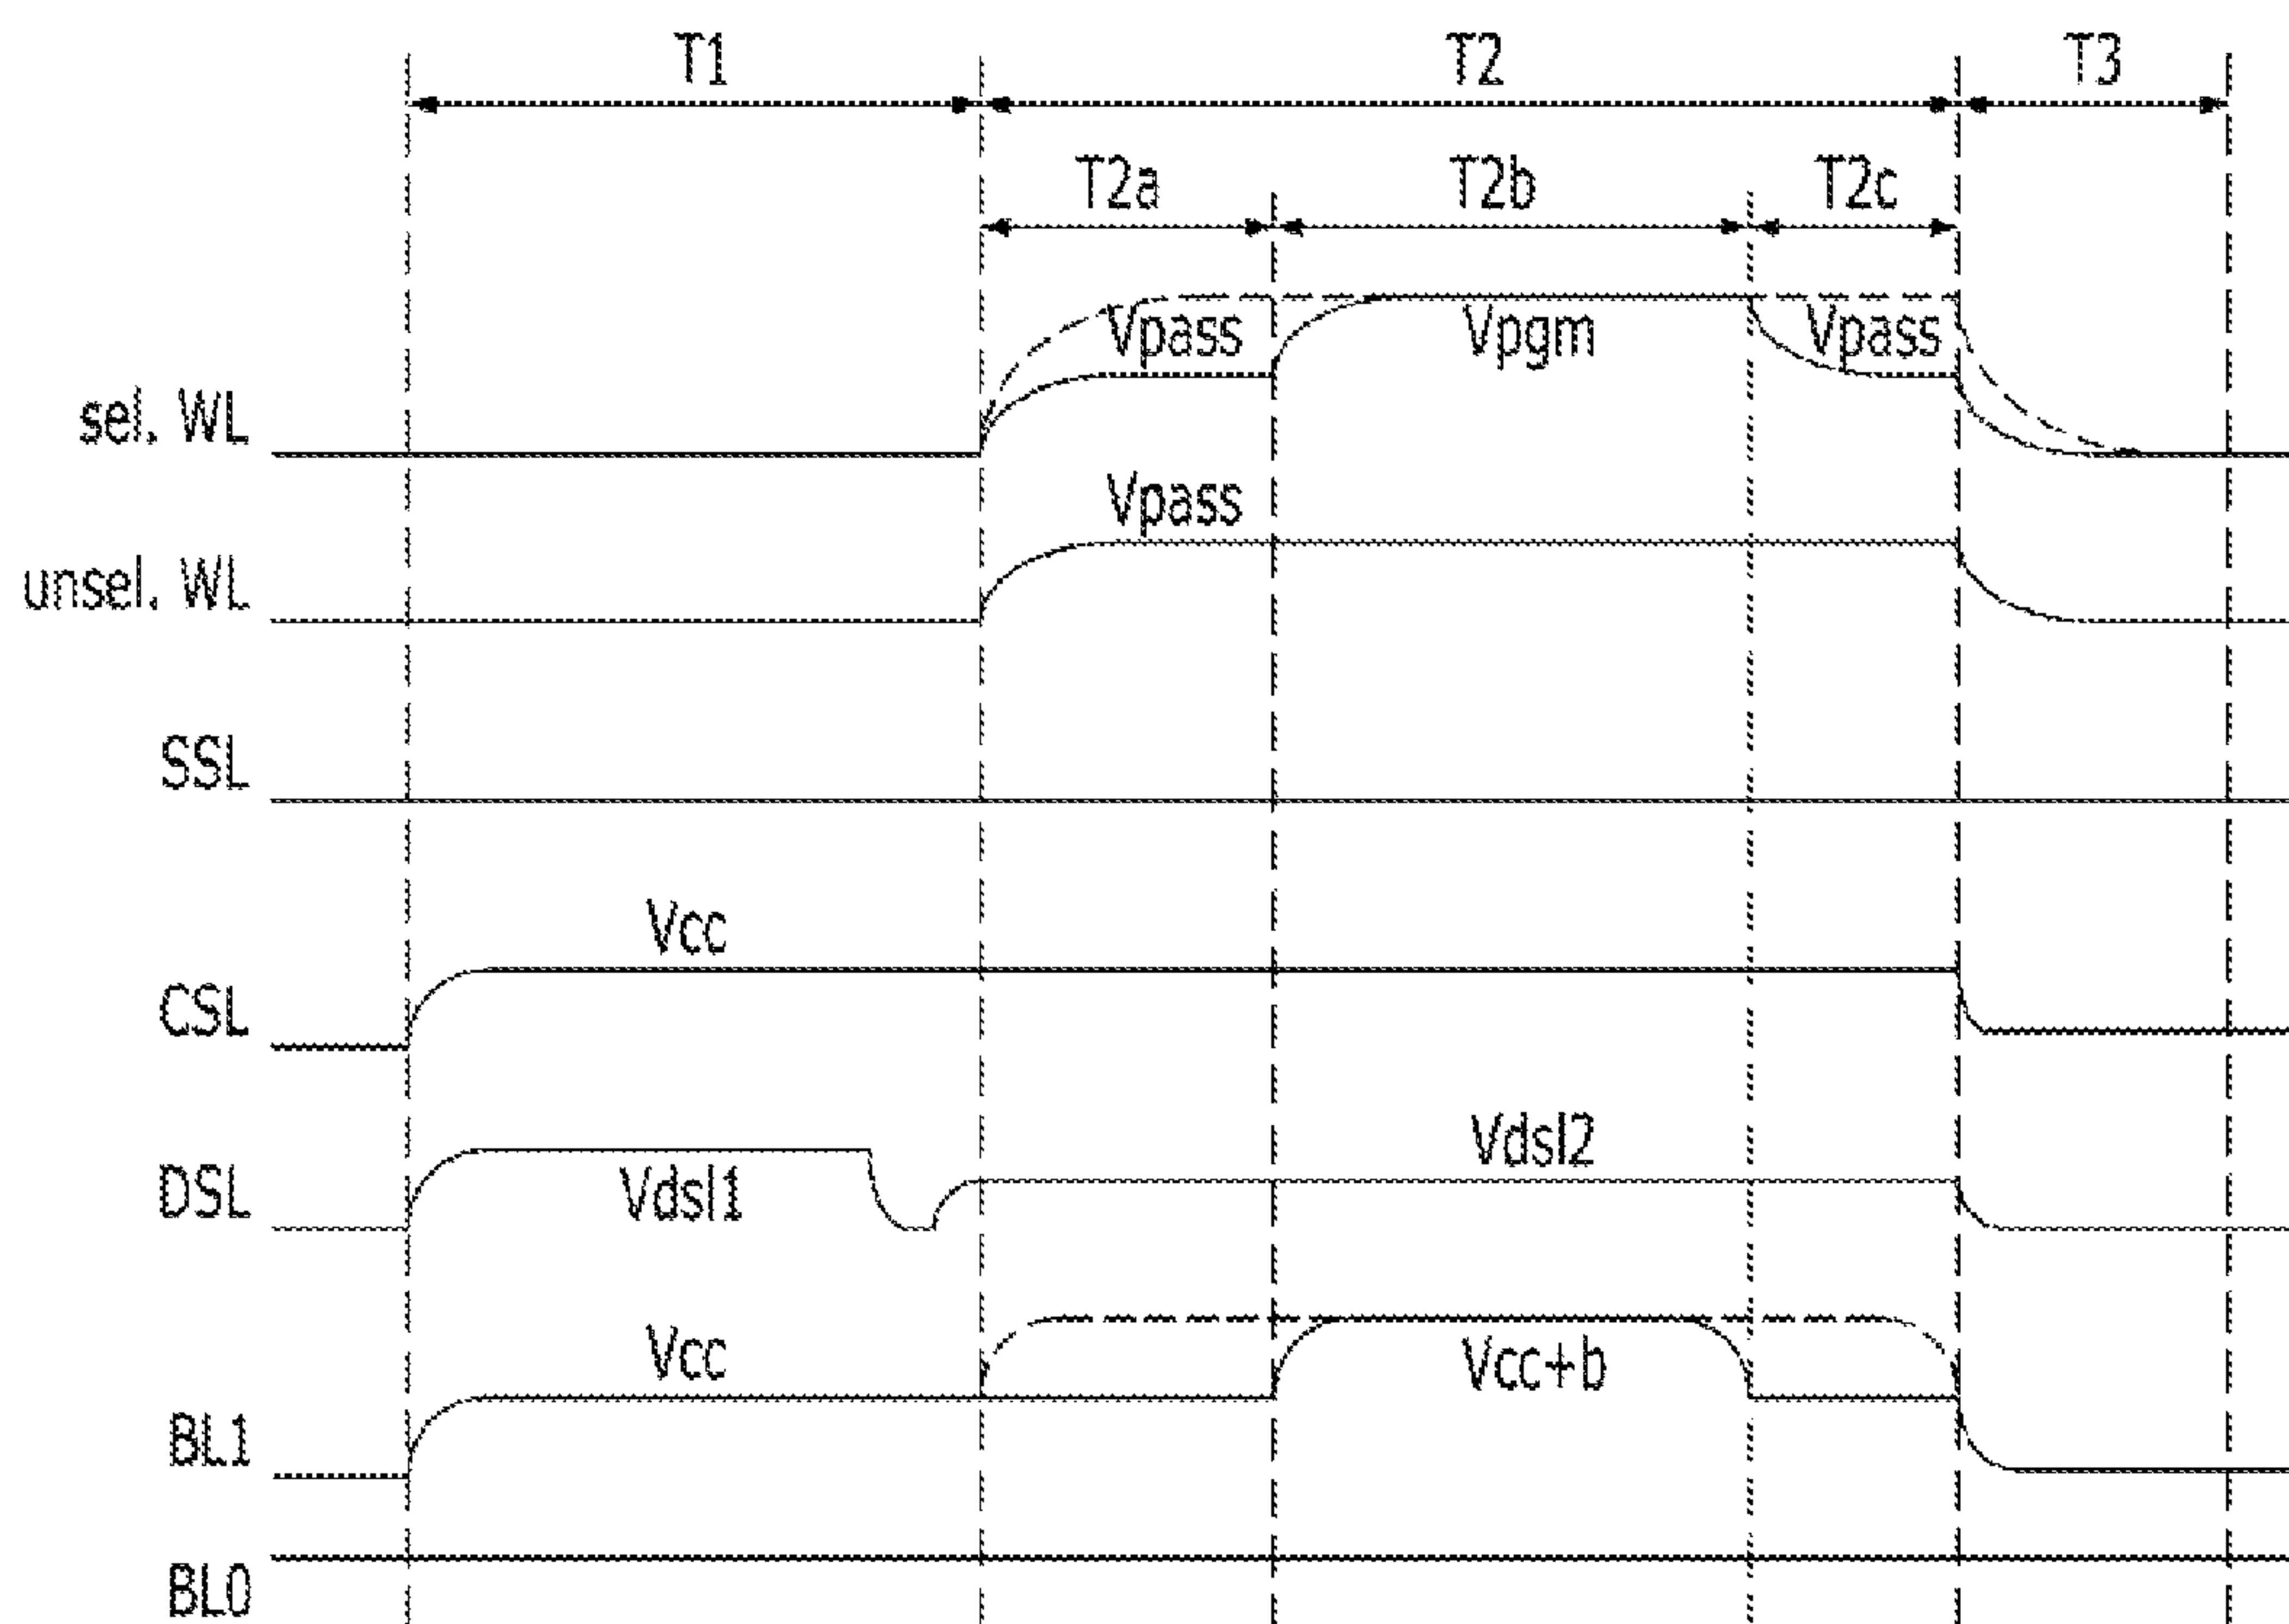 T1 T2 T3
T2a T2b T2c
Vpass Vpgm Vpass
sel. WL
Vpass
unsel. WL
SSL
Vcc
CSL
Vdsl2
DSL Vdsl1
Vcc Vcc+b
BL1
BL0